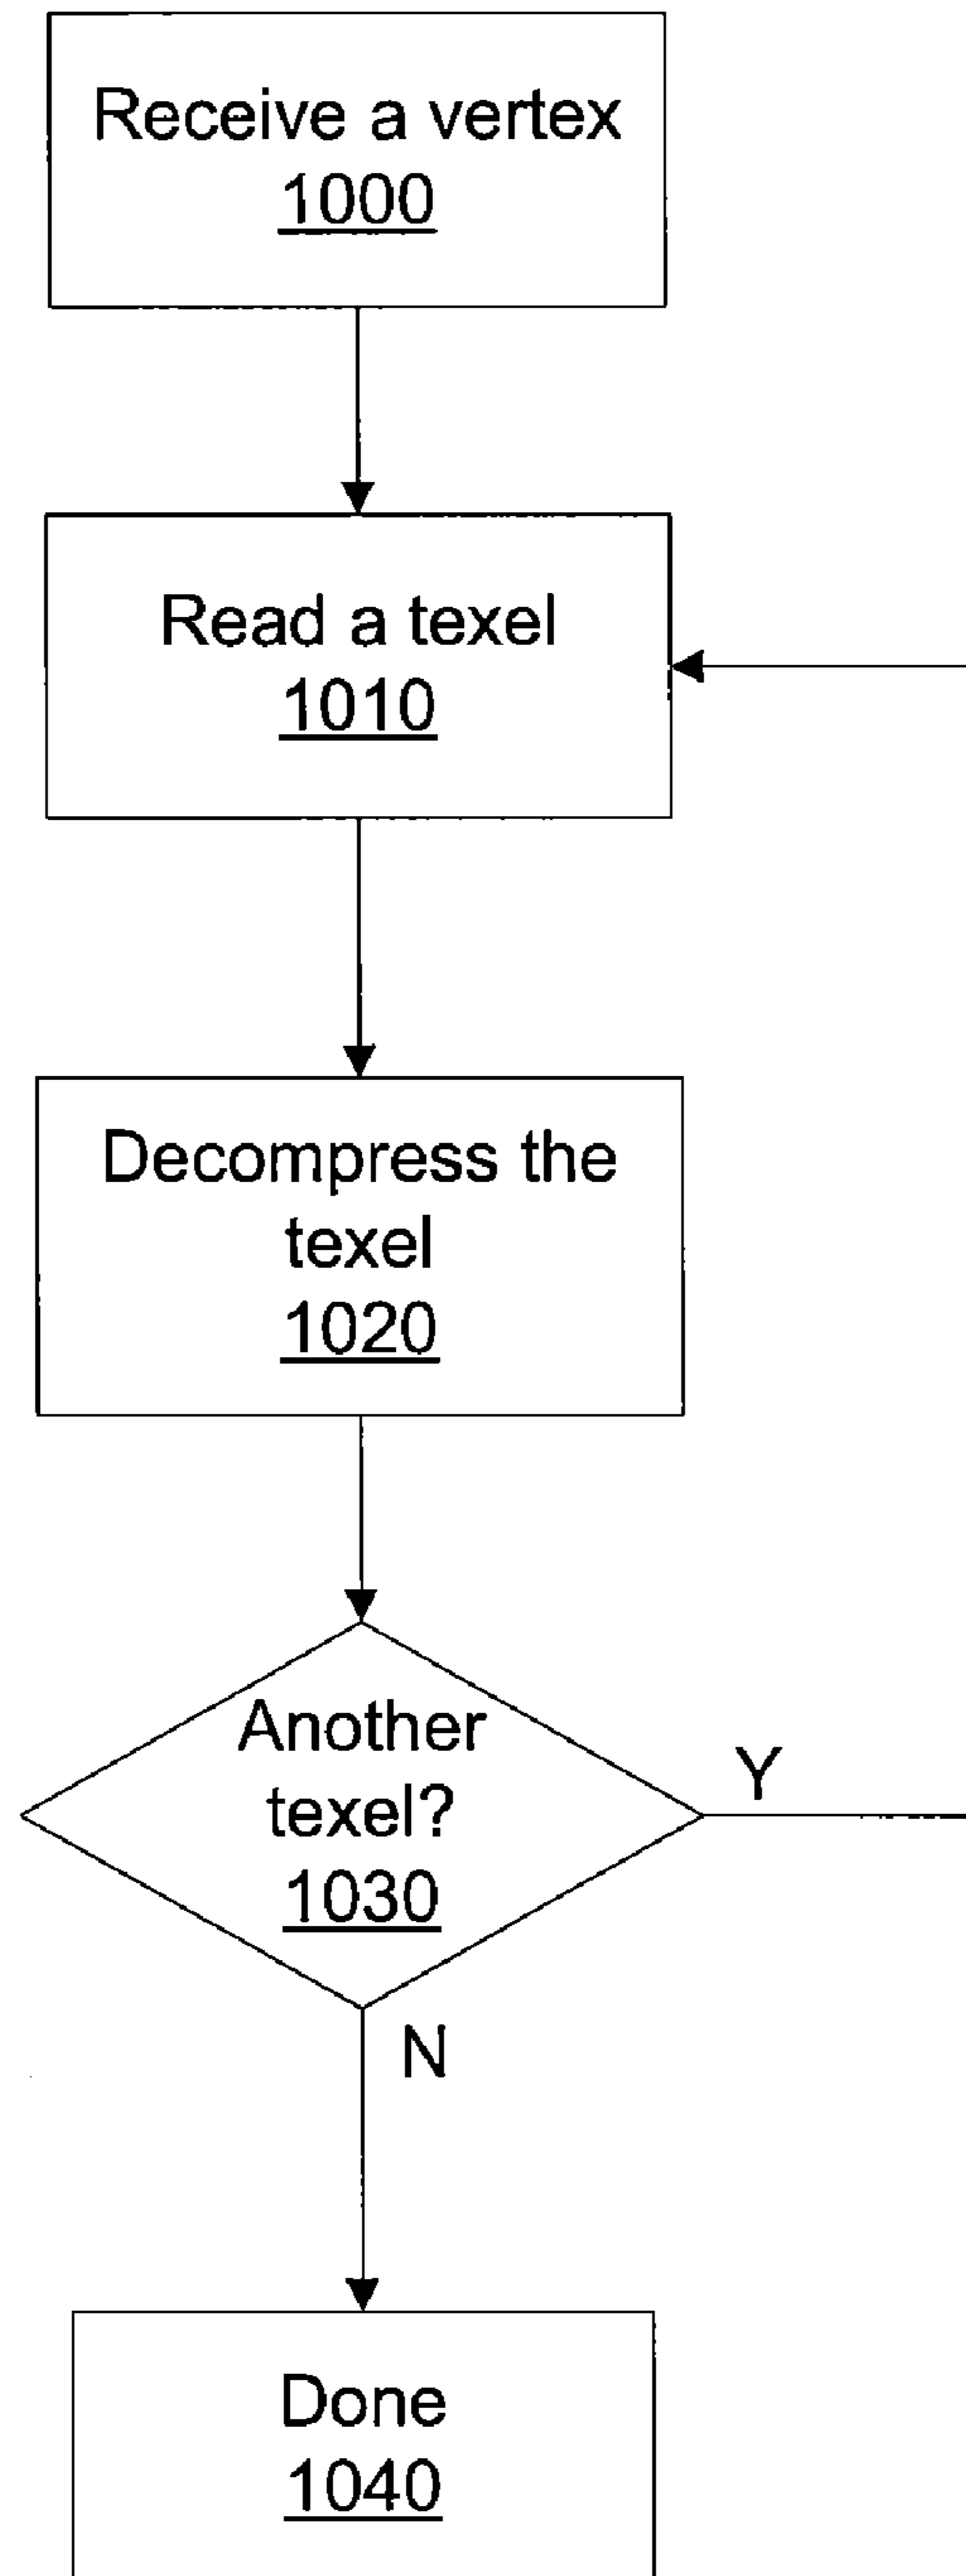 Receive a vertex
1000
Read a texel
1010
Decompress the
texel
1020
Another
texel?
1030
Y
N
Done
1040